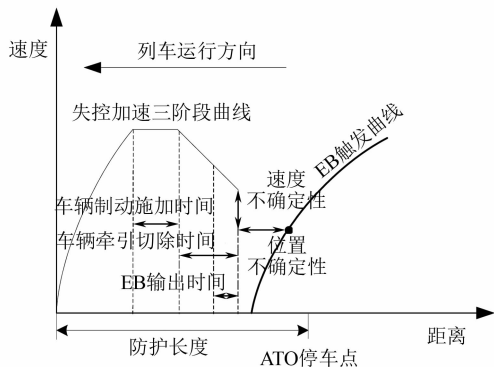 速度
列车运行方向
失控加速三阶段曲线
EB触发曲线
速度
不确定性
车辆制动施加时间
车辆牵引切除时间
位置
不确定性
EB输出时间
防护长度
ATO停车点
距离